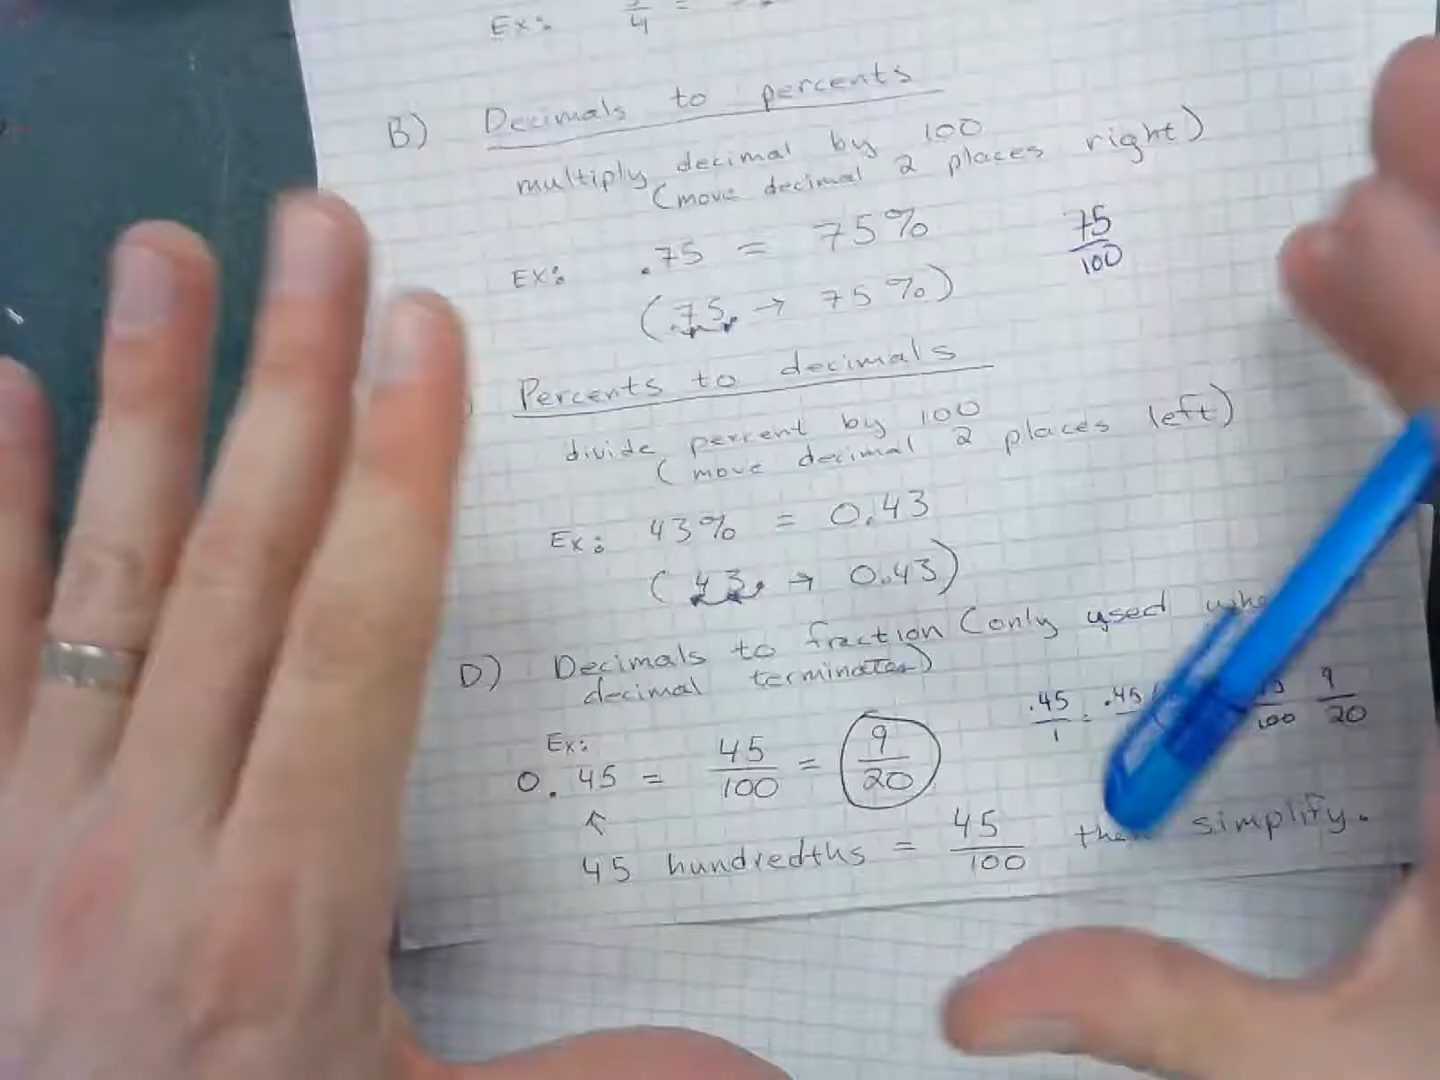 Ex:
B) Decimals to percents
multiply decimal by 100
(move decimal 2 places right)
Ex: .75 = 75%
75
100
(75. → 75%)
Percents to decimals
divide percent by 100
(move decimal 2 places left)
Ex: 43% = 0.43
(43. → 0.43)
D) Decimals to fraction (only used
decimal terminates)
.45/1 = .45
100
9/20
Ex:
0.45 = 45/100 = 9/20
45 hundredths = 45/100 then simplify.